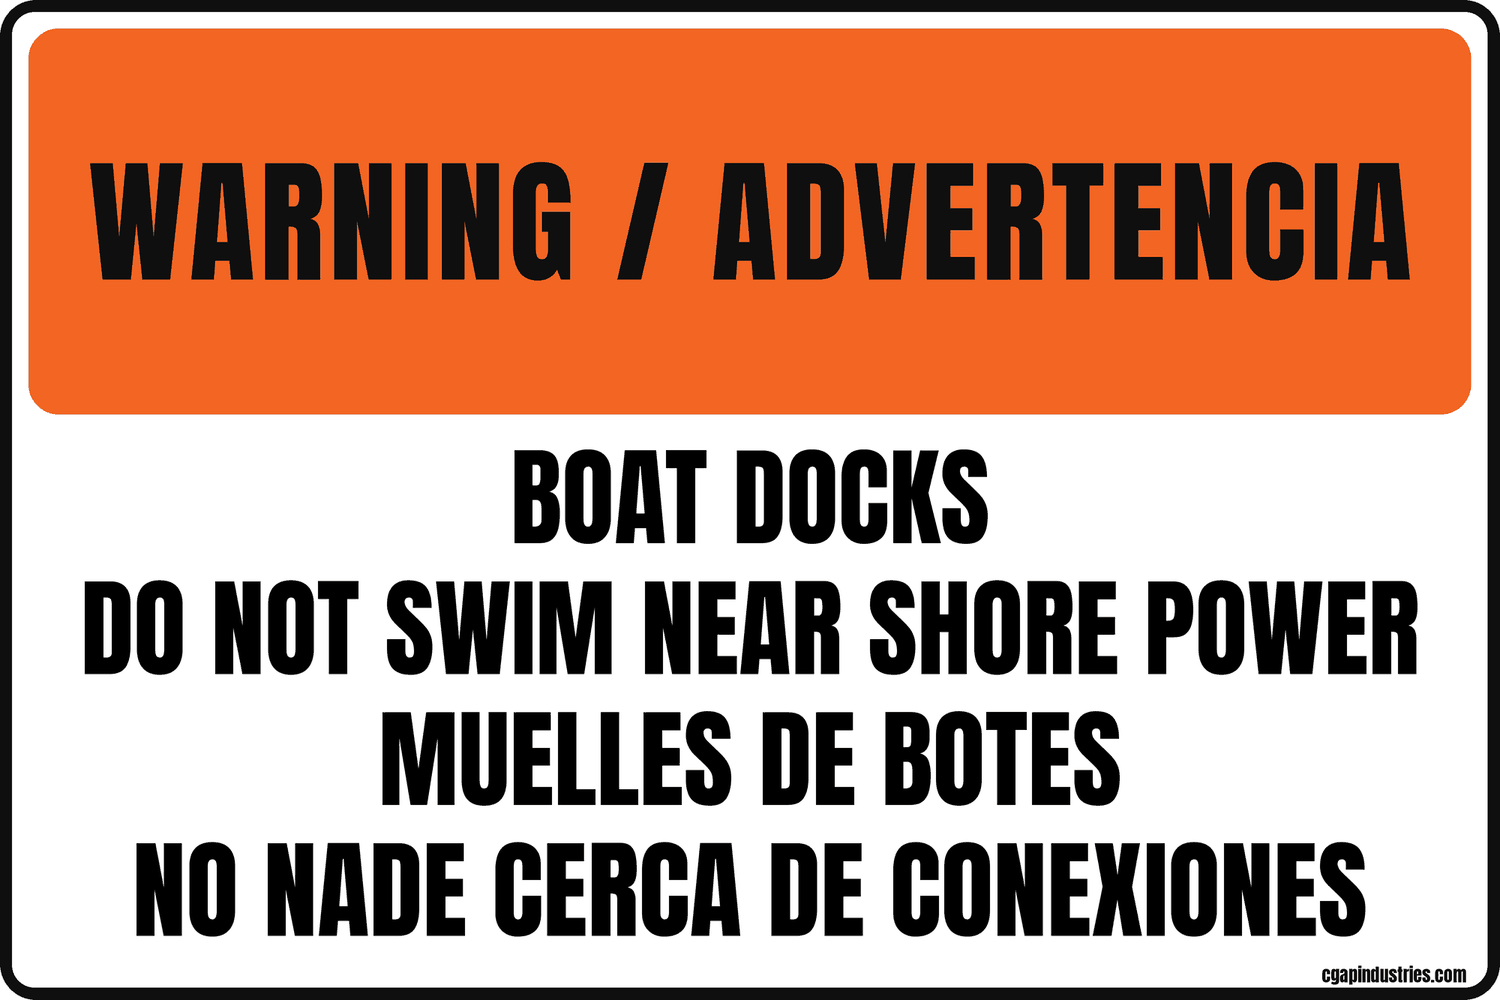 WARNING / ADVERTENCIA
BOAT DOCKS
DO NOT SWIM NEAR SHORE POWER
MUELLES DE BOTES
NO NADE CERCA DE CONEXIONES
cgapindustries.com